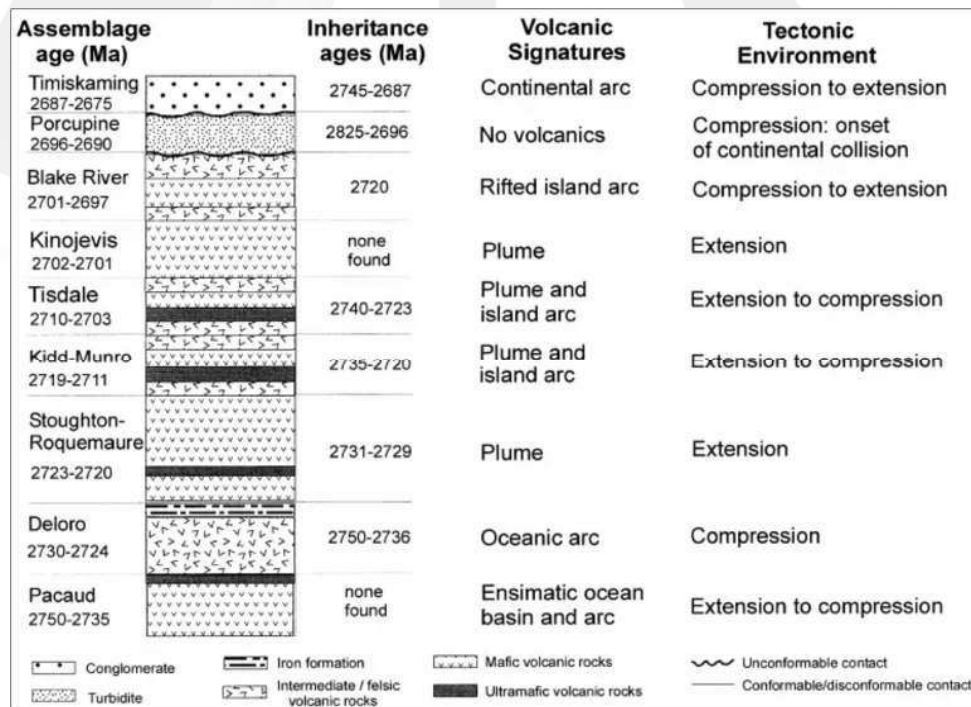 Assemblage age (Ma)
Inheritance ages (Ma)
Volcanic Signatures
Tectonic Environment
Timiskaming
2687-2675
2745-2687
Continental arc
Compression to extension
Porcupine
2696-2690
2825-2696
No volcanics
Compression: onset
of continental collision
Blake River
2701-2697
2720
Rifted island arc
Compression to extension
Kinojevis
2702-2701
none
found
Plume
Extension
Tisdale
2710-2703
2740-2723
Plume and
island arc
Extension to compression
Kidd-Munro
2719-2711
2735-2720
Plume and
island arc
Extension to compression
Stoughton-
Roquemaure
2723-2720
2731-2729
Plume
Extension
Deloro
2730-2724
2750-2736
Oceanic arc
Compression
Pacaud
2750-2735
none
found
Ensimatic ocean
basin and arc
Extension to compression
Conglomerate
Iron formation
Mafic volcanic rocks
Unconformable contact
Turbidite
Intermediate / felsic
volcanic rocks
Ultramafic volcanic rocks
Conformable/disconformable contact